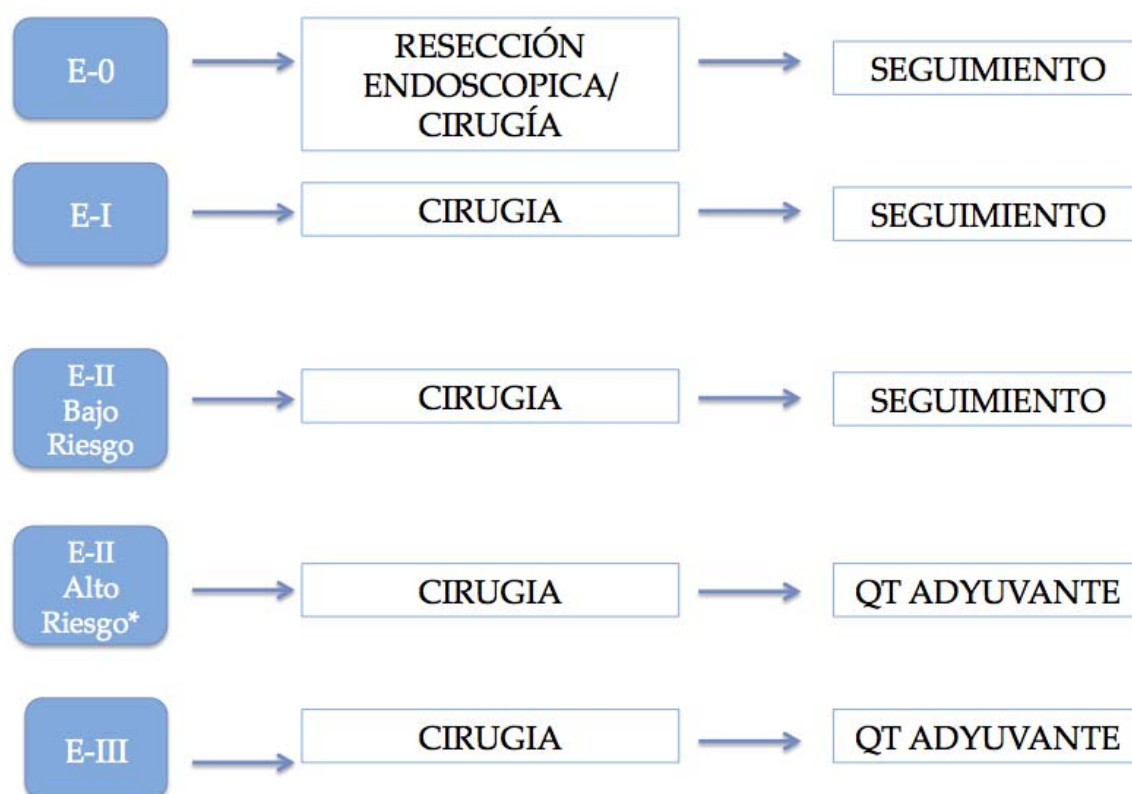 E-0
RESECCIÓN
ENDOSCOPICA/
CIRUGÍA
SEGUIMIENTO
E-I
CIRUGIA
SEGUIMIENTO
E-II
Bajo
Riesgo
CIRUGIA
SEGUIMIENTO
E-II
Alto
Riesgo*
CIRUGIA
QT ADYUVANTE
E-III
CIRUGIA
QT ADYUVANTE